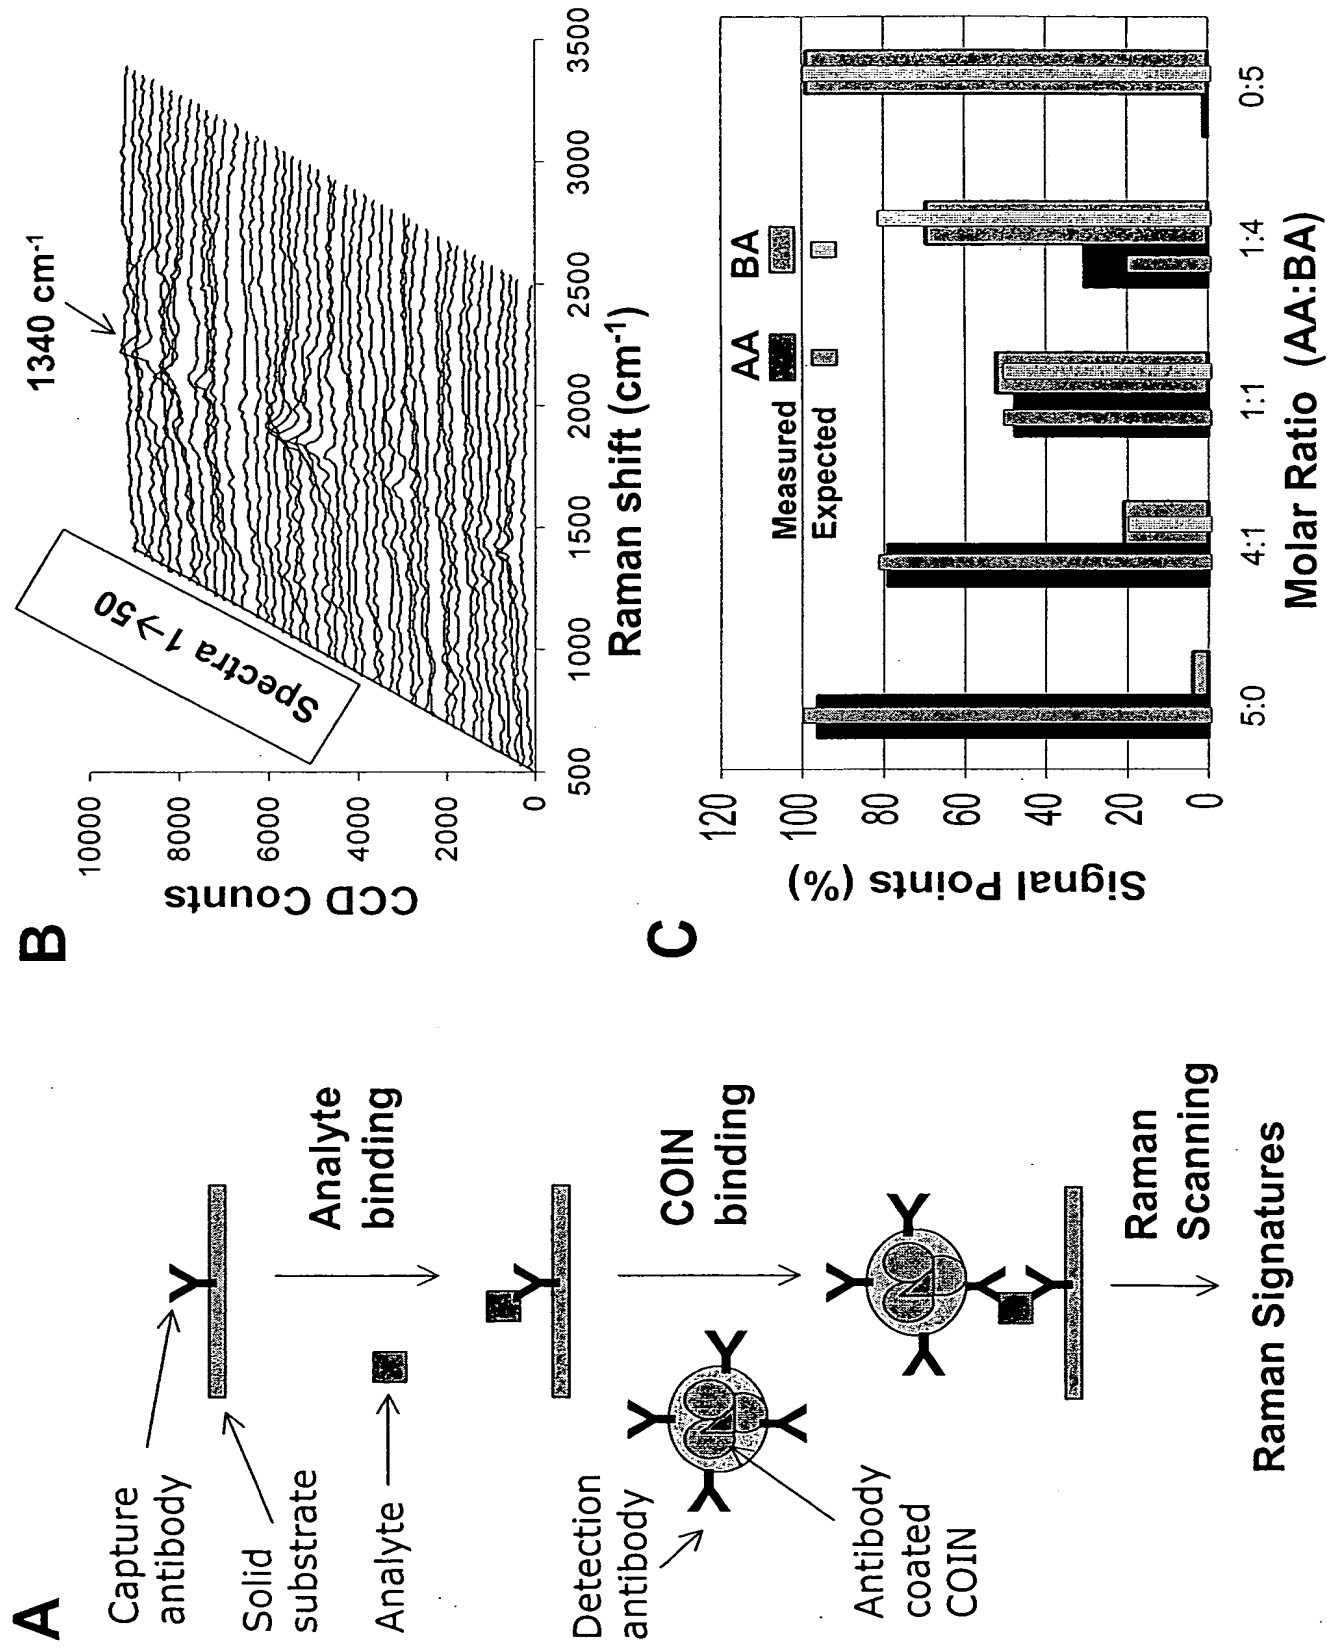 A
Capture
antibody
Solid
substrate
Analyte
Analyte
binding
Detection
antibody
Antibody
coated
COIN
COIN
binding
Raman
Scanning
Raman Signatures
B
1340 cm⁻¹
Spectra 1→50
CCD Counts
10000
8000
6000
4000
2000
0
500
1000
1500
2000
2500
3000
3500
Raman shift (cm⁻¹)
C
AA
BA
Measured
Expected
Signal Points (%)
120
100
80
60
40
20
0
5:0
4:1
1:1
1:4
0:5
Molar Ratio (AA:BA)